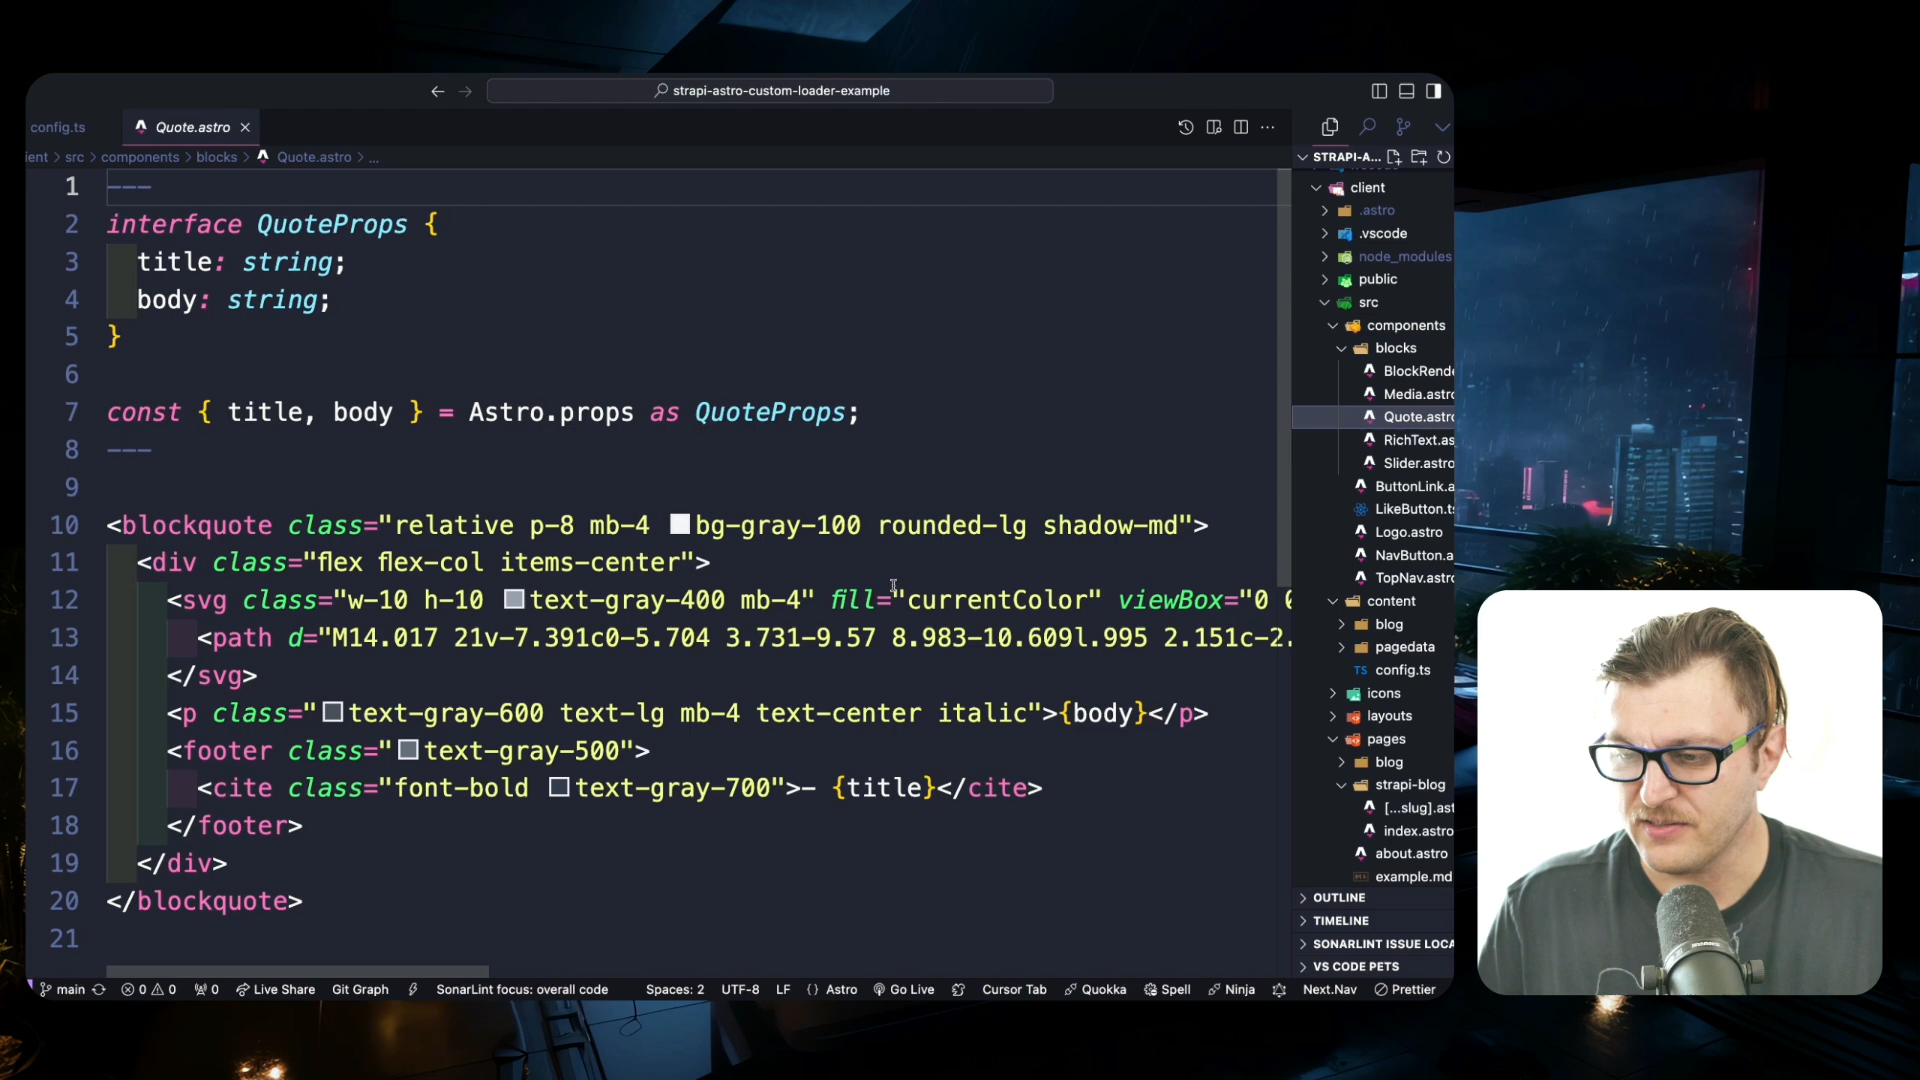 strapi-astro-custom-loader-example
config.ts
Quote.astro
ient > src > components > blocks > Quote.astro > ...
1 ---
2 interface QuoteProps {
3 title: string;
4 body: string;
5 }
6
7 const { title, body } = Astro.props as QuoteProps;
8 ---
9
10 <blockquote class="relative p-8 mb-4 bg-gray-100 rounded-lg shadow-md">
11 <div class="flex flex-col items-center">
12 <svg class="w-10 h-10 text-gray-400 mb-4" fill="currentColor" viewBox="0 0
13 <path d="M14.017 21v-7.391c0-5.704 3.731-9.57 8.983-10.609l.995 2.151c-2.
14 </svg>
15 <p class="text-gray-600 text-lg mb-4 text-center italic">{body}</p>
16 <footer class="text-gray-500">
17 <cite class="font-bold text-gray-700">- {title}</cite>
18 </footer>
19 </div>
20 </blockquote>
21
STRAPI-A...
client
.astro
.vscode
node_modules
public
src
components
blocks
BlockRende
Media.astro
Quote.astro
RichText.as
Slider.astro
ButtonLink.a
LikeButton.ts
Logo.astro
NavButton.a
TopNav.astro
content
blog
pagedata
TS config.ts
icons
layouts
pages
blog
strapi-blog
[...slug].ast
index.astro
about.astro
example.md
OUTLINE
TIMELINE
SONARLINT ISSUE LOCA
VS CODE PETS
main 0 0 0 Live Share Git Graph SonarLint focus: overall code Spaces: 2 UTF-8 LF {} Astro Go Live Cursor Tab Quokka Spell Ninja Next.Nav Prettier